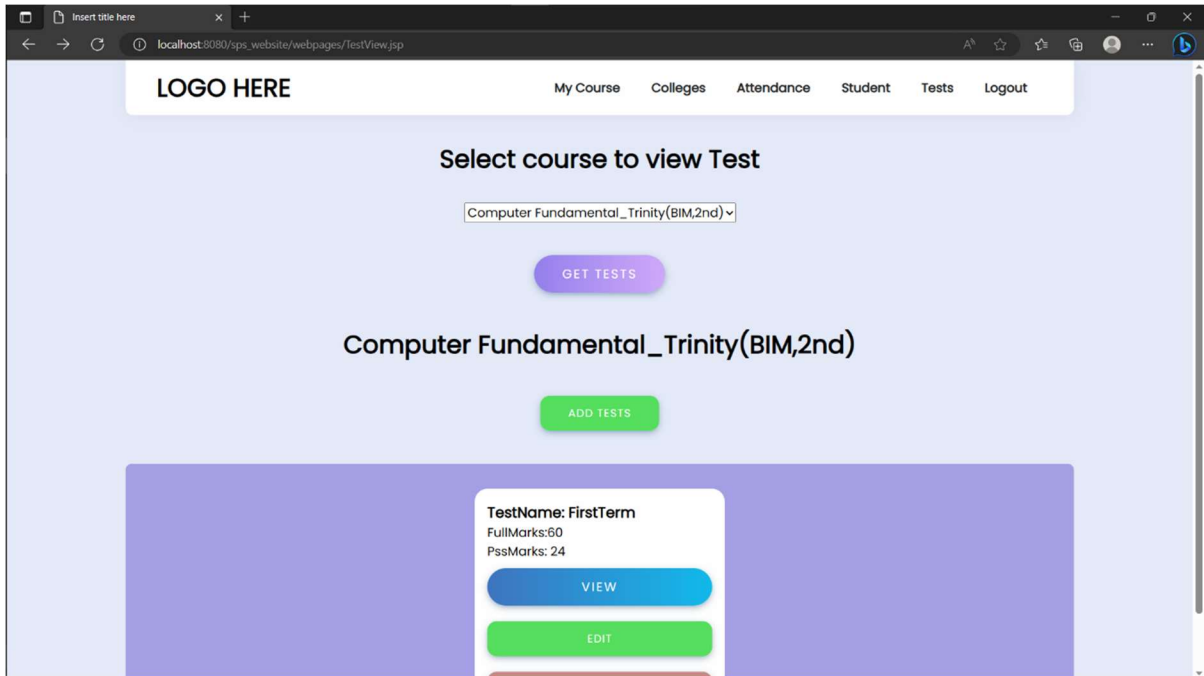 Insert title here
localhost:8080/sps_website/webpages/TestView.jsp
LOGO HERE My Course Colleges Attendance Student Tests Logout
Select course to view Test
Computer Fundamental_Trinity(BIM,2nd)
GET TESTS
Computer Fundamental_Trinity(BIM,2nd)
ADD TESTS
TestName: FirstTerm
FullMarks:60
PssMarks: 24
VIEW
EDIT